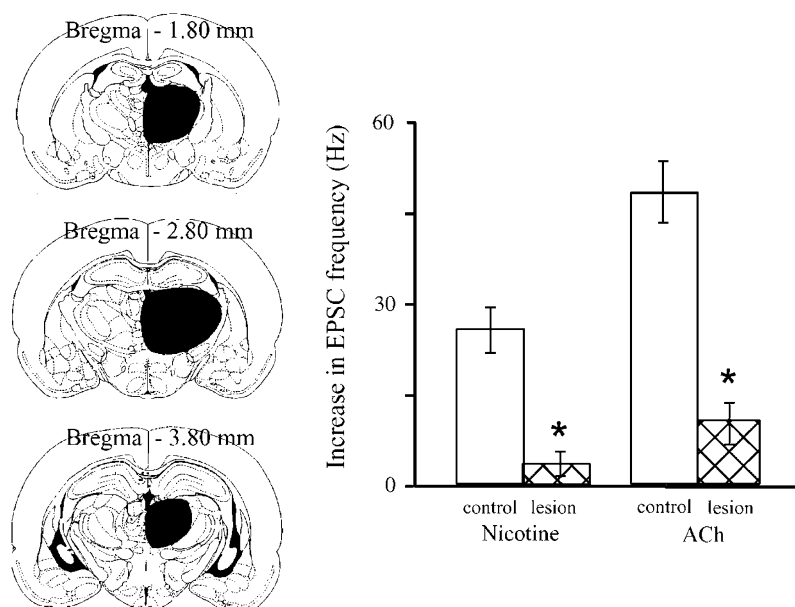 Bregma - 1.80 mm
Bregma - 2.80 mm
Bregma - 3.80 mm
Increase in EPSC frequency (Hz)
60
30
0
*
*
control lesion control lesion
Nicotine ACh